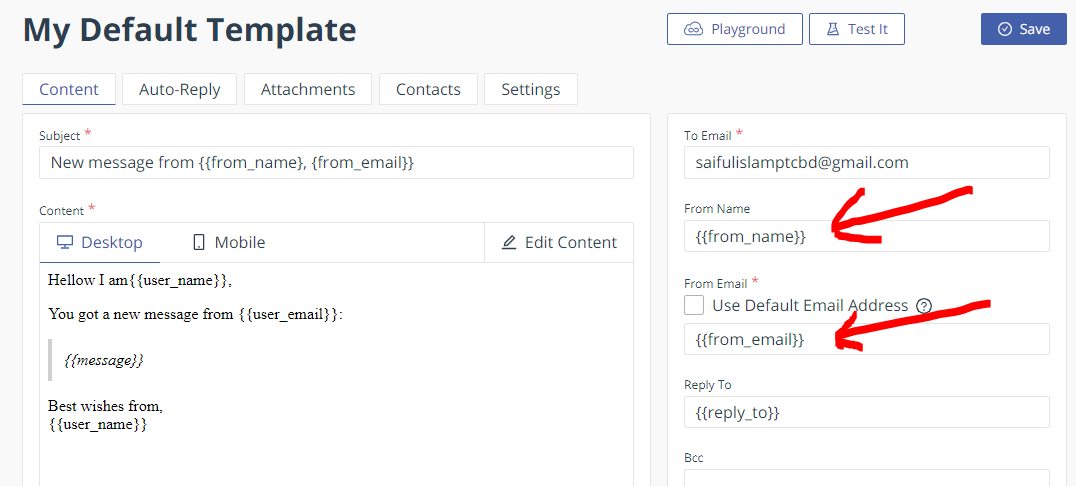 My Default Template
Playground
Test It
Save
Content
Auto-Reply
Attachments
Contacts
Settings
Subject *
New message from {{from_name}, {from_email}}
Content *
Desktop
Mobile
Edit Content
Hellow I am{{user_name}},
You got a new message from {{user_email}}:
{{message}}
Best wishes from,
{{user_name}}
To Email *
saifulislamptcbd@gmail.com
From Name
{{from_name}}
From Email *
Use Default Email Address ?
{{from_email}}
Reply To
{{reply_to}}
Bcc